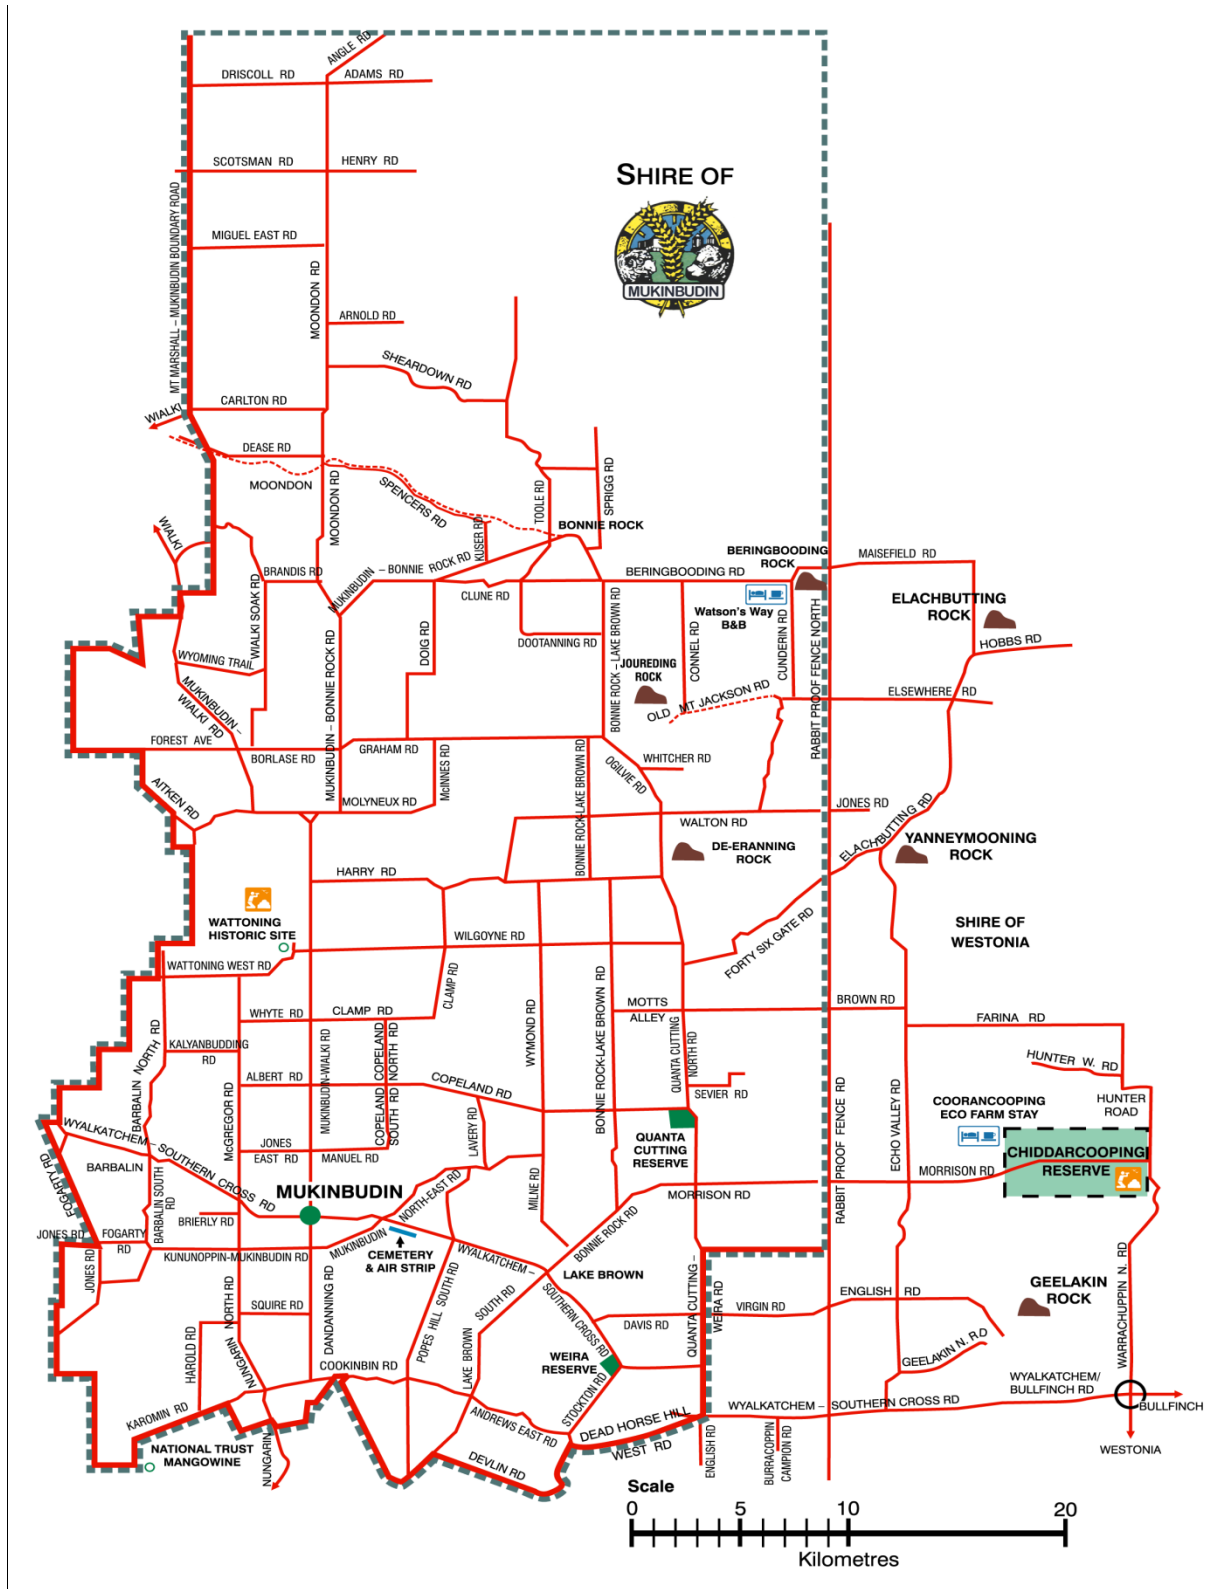 ANGLE RD
DRISCOLL RD
ADAMS RD
SCOTSMAN RD
HENRY RD
SHIRE OF
MUKINBUDIN
MT MARSHALL – MUKINBUDIN BOUNDARY ROAD
MIGUEL EAST RD
MOONDON RD
ARNOLD RD
SHEARDOWN RD
CARLTON RD
WIALKI
DEASE RD
MOONDON
MOONDON RD
SPENCERS RD
TOOLE RD
SPRIGG RD
BONNIE ROCK
KUSER RD
WIALKI
BERINGBOODING
ROCK
MAISEFIELD RD
BRANDIS RD
MUKINBUDIN – BONNIE ROCK RD
BERINGBOODING RD
CLUNE RD
Watson's Way
B&B
ELACHBUTTING
ROCK
WIALKI SOAK RD
WYOMING TRAIL
DOIG RD
DOOTANNING RD
BONNIE ROCK – LAKE BROWN RD
CONNEL RD
CUNDERIN RD
RABBIT PROOF FENCE NORTH
HOBBS RD
JOUREDING
ROCK
OLD MT JACKSON RD
ELSEWHERE RD
MUKINBUDIN –
WIALKI RD
MUKINBUDIN – BONNIE ROCK RD
FOREST AVE
BORLASE RD
GRAHAM RD
McINNES RD
BONNIE ROCK-LAKE BROWN RD
OGILVIE RD
WHITCHER RD
AITKEN RD
MOLYNEUX RD
JONES RD
WALTON RD
ELACHBUTTING RD
DE-ERANNING
ROCK
YANNEYMOONING
ROCK
HARRY RD
WATTONING
HISTORIC SITE
WILGOYNE RD
FORTY SIX GATE RD
SHIRE OF
WESTONIA
WATTONING WEST RD
CLAMP RD
WYMOND RD
BONNIE ROCK-LAKE BROWN RD
MOTTS
ALLEY
BROWN RD
WHYTE RD
CLAMP RD
FARINA RD
BARBALIN NORTH RD
KALYANBUDDING
RD
MUKINBUDIN-WIALKI RD
COPELAND
NORTH RD
COPELAND
SOUTH RD
QUANTA CUTTING
NORTH RD
HUNTER W. RD
ALBERT RD
COPELAND RD
SEVIER RD
HUNTER
ROAD
McGREGOR RD
RABBIT PROOF FENCE RD
ECHO VALLEY RD
COORANCOOPING
ECO FARM STAY
WYALKATCHEM – SOUTHERN CROSS RD
LAVERY RD
QUANTA
CUTTING
RESERVE
CHIDDARCOOPING
RESERVE
JONES
EAST RD
MANUEL RD
BARBALIN
MORRISON RD
FOGARTY RD
BARBALIN SOUTH
RD
MUKINBUDIN
MUKINBUDIN NORTH-EAST RD
MILNE RD
MORRISON RD
BRIERLY RD
JONES RD
FOGARTY
RD
JONES RD
KUNUNOPPIN-MUKINBUDIN RD
CEMETERY
& AIR STRIP
WYALKATCHEM –
SOUTHERN CROSS RD
BONNIE ROCK RD
LAKE BROWN
QUANTA CUTTING –
WEIRA RD
WARRACHUPPIN N. RD
GEELAKIN
ROCK
ENGLISH RD
SQUIRE RD
DANDANNING RD
POPES HILL SOUTH RD
LAKE BROWN
SOUTH RD
DAVIS RD
VIRGIN RD
HAROLD RD
NUNGARIN NORTH RD
COOKINBIN RD
WEIRA
RESERVE
GEELAKIN N. R.D
STOCKTON RD
WYALKATCHEM/
BULLFINCH RD
BULLFINCH
KAROMIN RD
ANDREWS EAST RD
DEAD HORSE HILL
WEST RD
WYALKATCHEM – SOUTHERN CROSS RD
NATIONAL TRUST
MANGOWINE
NUNGARIN
DEVLIN RD
ENGLISH RD
BURRACOPPIN
CAMPION RD
WESTONIA
Scale
0 5 10 20
Kilometres